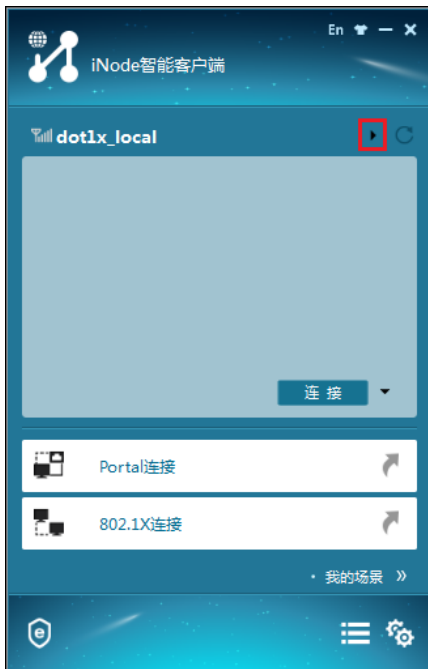 En
iNode智能客户端
dot1x_local
连 接
Portal连接
802.1X连接
· 我的场景 »
e